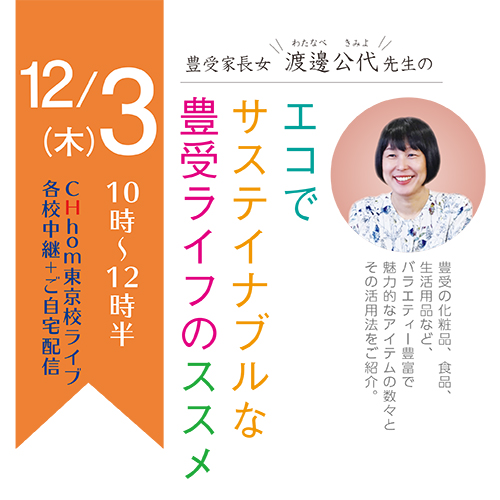 わたなべ きみよ
豊受家長女 渡邊公代先生の
エコで
サステイナブルな
豊受ライフのススメ
豊受の化粧品、食品、
生活用品など、
バラエティー豊富で
魅力的なアイテムの数々と
その活用法をご紹介。
12/3
(木)
10時〜12時半
CHhom東京校ライブ
各校中継+ご自宅配信